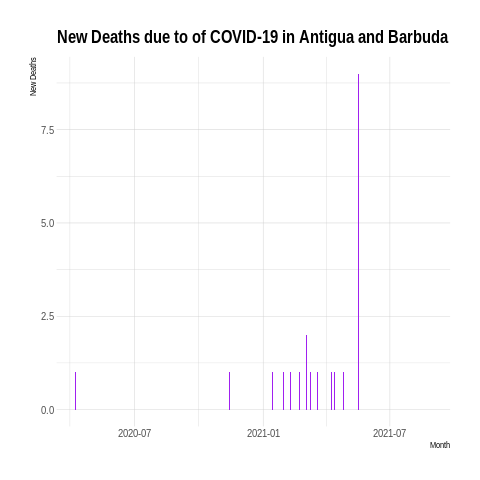 New Deaths due to of COVID-19 in Antigua and Barbuda
New Deaths
7.5
5.0
2.5
0.0
2020-07 2021-01 2021-07
Month